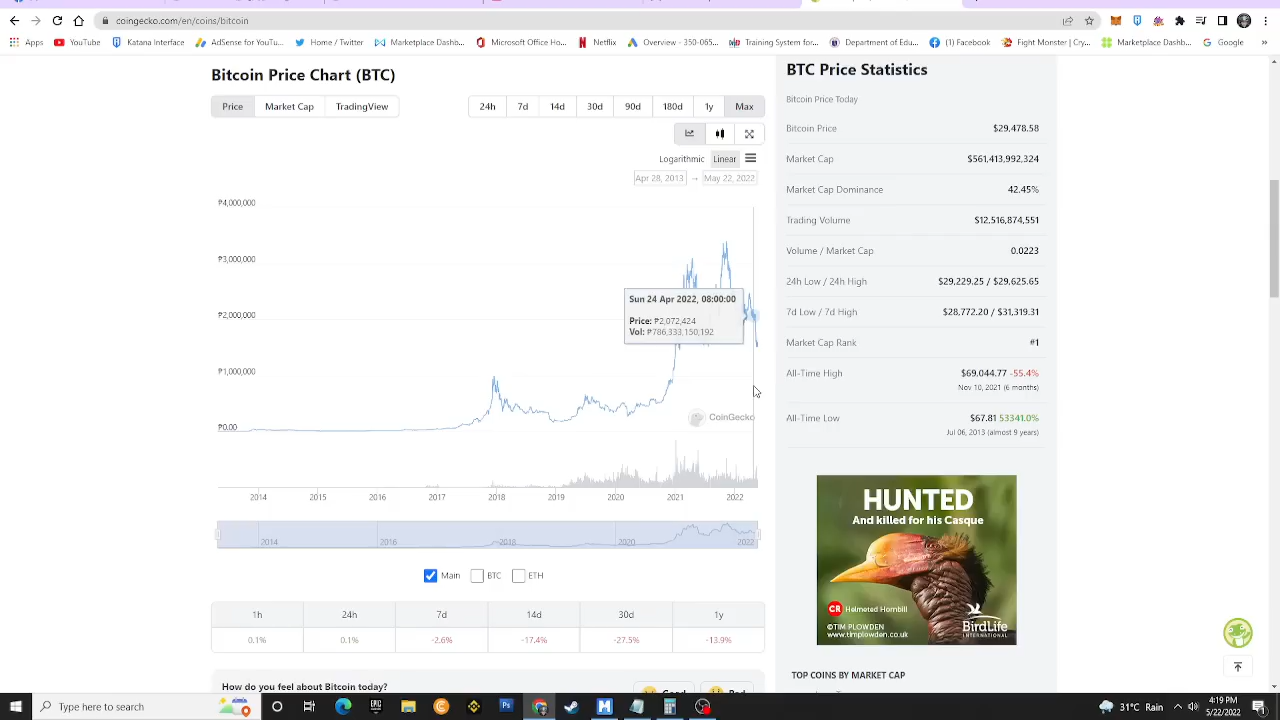 coingecko.com/en/coins/bitcoin
Apps YouTube Katana Interface AdSense for YouTu... Home / Twitter Marketplace Dashb... Microsoft Office Ho... Netflix Overview - 350-065... Training System for... Department of Edu... (1) Facebook Fight Monster | Cry... Marketplace Dashb... Google »
Bitcoin Price Chart (BTC)
Price Market Cap TradingView 24h 7d 14d 30d 90d 180d 1y Max
Logarithmic Linear
Apr 28, 2013 → May 22, 2022
₱4,000,000
₱3,000,000
₱2,000,000
₱1,000,000
₱0.00
Sun 24 Apr 2022, 08:00:00
Price: ₱2,072,424
Vol: ₱786,333,150,192
CoinGecko
2014 2015 2016 2017 2018 2019 2020 2021 2022
2014 2016 2018 2020 2022
Main BTC ETH
1h 24h 7d 14d 30d 1y
0.1% 0.1% -2.6% -17.4% -27.5% -13.9%
How do you feel about Bitcoin today?
BTC Price Statistics
Bitcoin Price Today
Bitcoin Price $29,478.58
Market Cap $561,413,992,324
Market Cap Dominance 42.45%
Trading Volume $12,516,874,551
Volume / Market Cap 0.0223
24h Low / 24h High $29,229.25 / $29,625.65
7d Low / 7d High $28,772.20 / $31,319.31
Market Cap Rank #1
All-Time High $69,044.77 -55.4%
Nov 10, 2021 (6 months)
All-Time Low $67.81 53341.0%
Jul 06, 2013 (almost 9 years)
HUNTED
And killed for his Casque
CR Helmeted Hornbill
©TIM PLOWDEN
www.timplowden.co.uk
BirdLife
INTERNATIONAL
TOP COINS BY MARKET CAP
Type here to search
31°C Rain
4:19 PM
5/22/2022